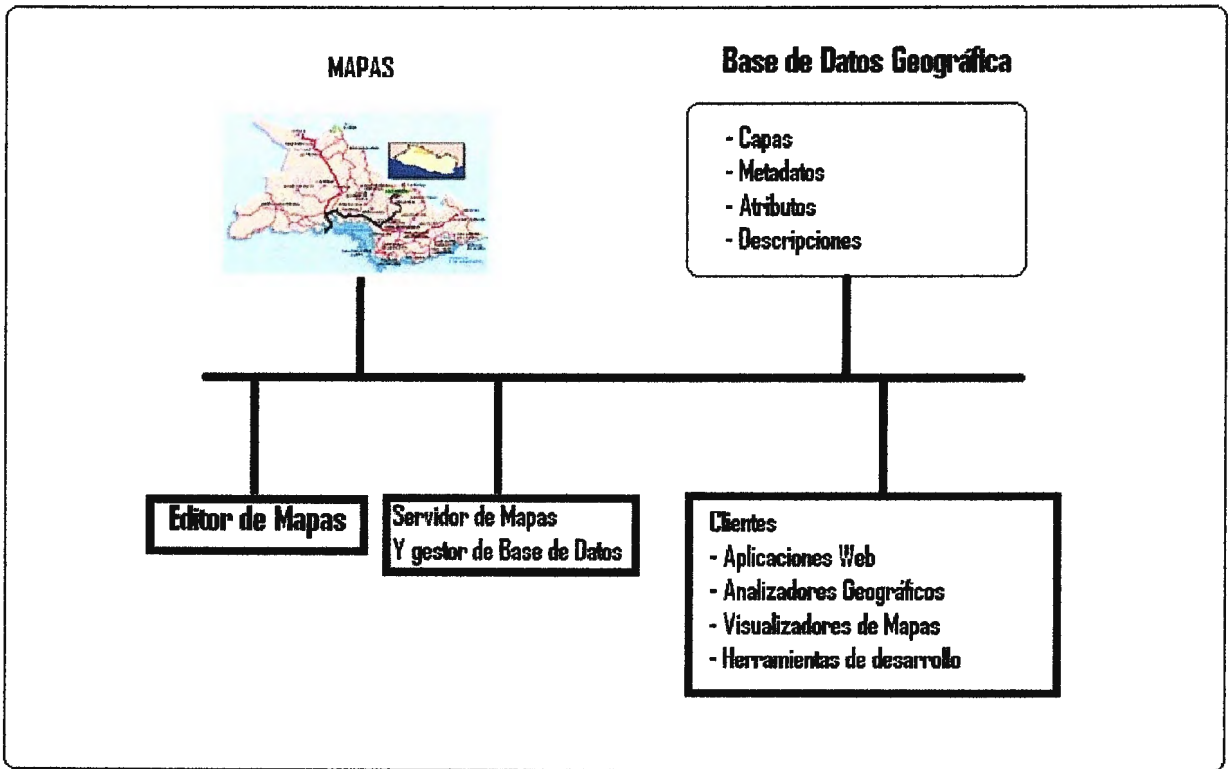 MAPAS
Base de Datos Geográfica
- Capas
- Metadatos
- Atributos
- Descripciones
Editor de Mapas
Servidor de Mapas
Y gestor de Base de Datos
Clientes
- Aplicaciones Web
- Analizadores Geográficos
- Visualizadores de Mapas
- Herramientas de desarrollo